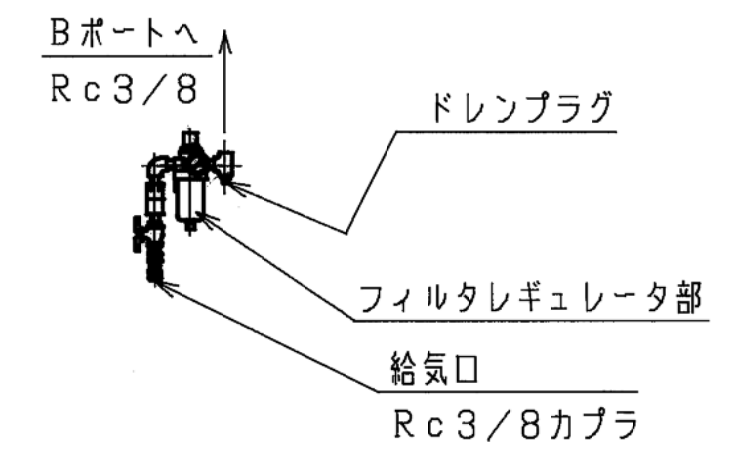 Bポートへ
Rc3/8
ドレンプラグ
フィルタレギュレータ部
給気口
Rc3/8カプラ